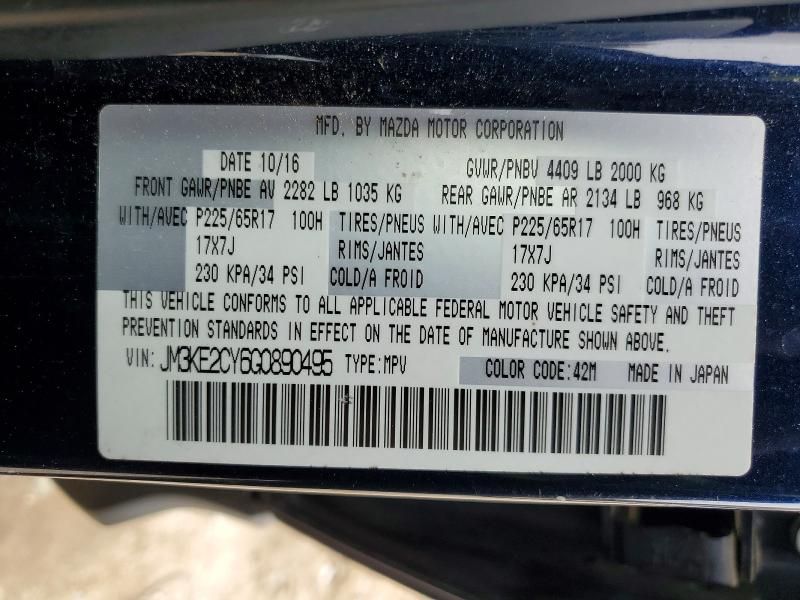 MFD. BY MAZDA MOTOR CORPORATION
DATE 10/16 GVWR/PNBV 4409 LB 2000 KG
FRONT GAWR/PNBE AV 2282 LB 1035 KG REAR GAWR/PNBE AR 2134 LB 968 KG
WITH/AVEC P225/65R17 100H TIRES/PNEUS WITH/AVEC P225/65R17 100H TIRES/PNEUS
17X7J RIMS/JANTES 17X7J RIMS/JANTES
230 KPA/34 PSI COLD/A FROID 230 KPA/34 PSI COLD/A FROID
THIS VEHICLE CONFORMS TO ALL APPLICABLE FEDERAL MOTOR VEHICLE SAFETY AND THEFT
PREVENTION STANDARDS IN EFFECT ON THE DATE OF MANUFACTURE SHOWN ABOVE.
VIN: JM3KE2CY6G0890495 TYPE:MPV COLOR CODE:42M MADE IN JAPAN